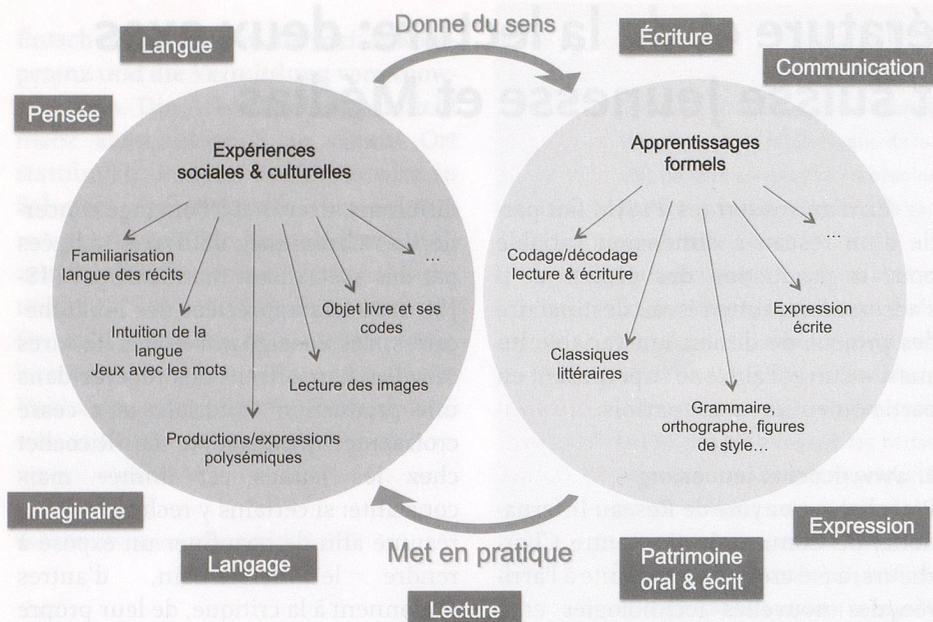 Donne du sens
Langue
Écriture
Communication
Pensée
Expériences
sociales & culturelles
Familiarisation
langue des récits
...
Objet livre et ses
codes
Intuition de la
langue
Jeux avec les mots
Lecture des images
Productions/expressions
polysémiques
Apprentissages
formels
...
Codage/décodage
lecture & écriture
Expression
écrite
Classiques
littéraires
Grammaire,
orthographe, figures
de style...
Imaginaire
Expression
Langage
Met en pratique
Patrimoine
oral & écrit
Lecture